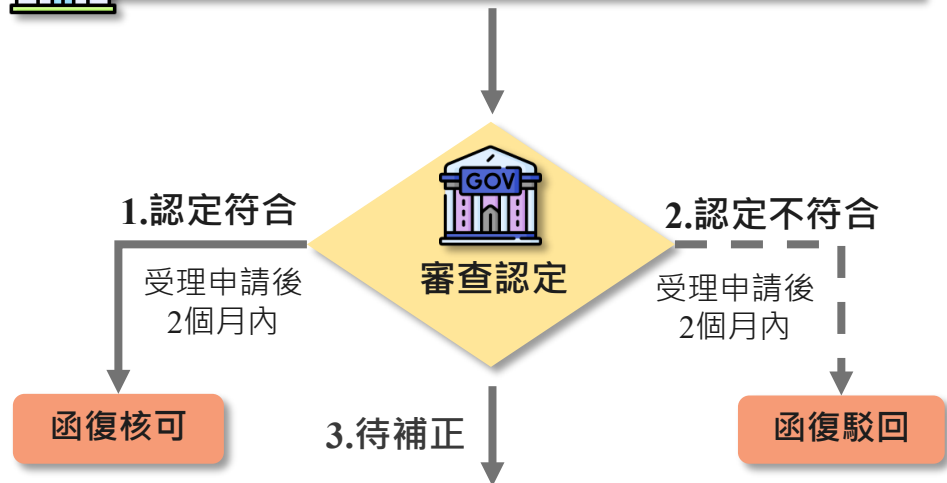 GOV
1.認定符合
2.認定不符合
審查認定
受理申請後
2個月內
受理申請後
2個月內
函復核可
3.待補正
函復駁回